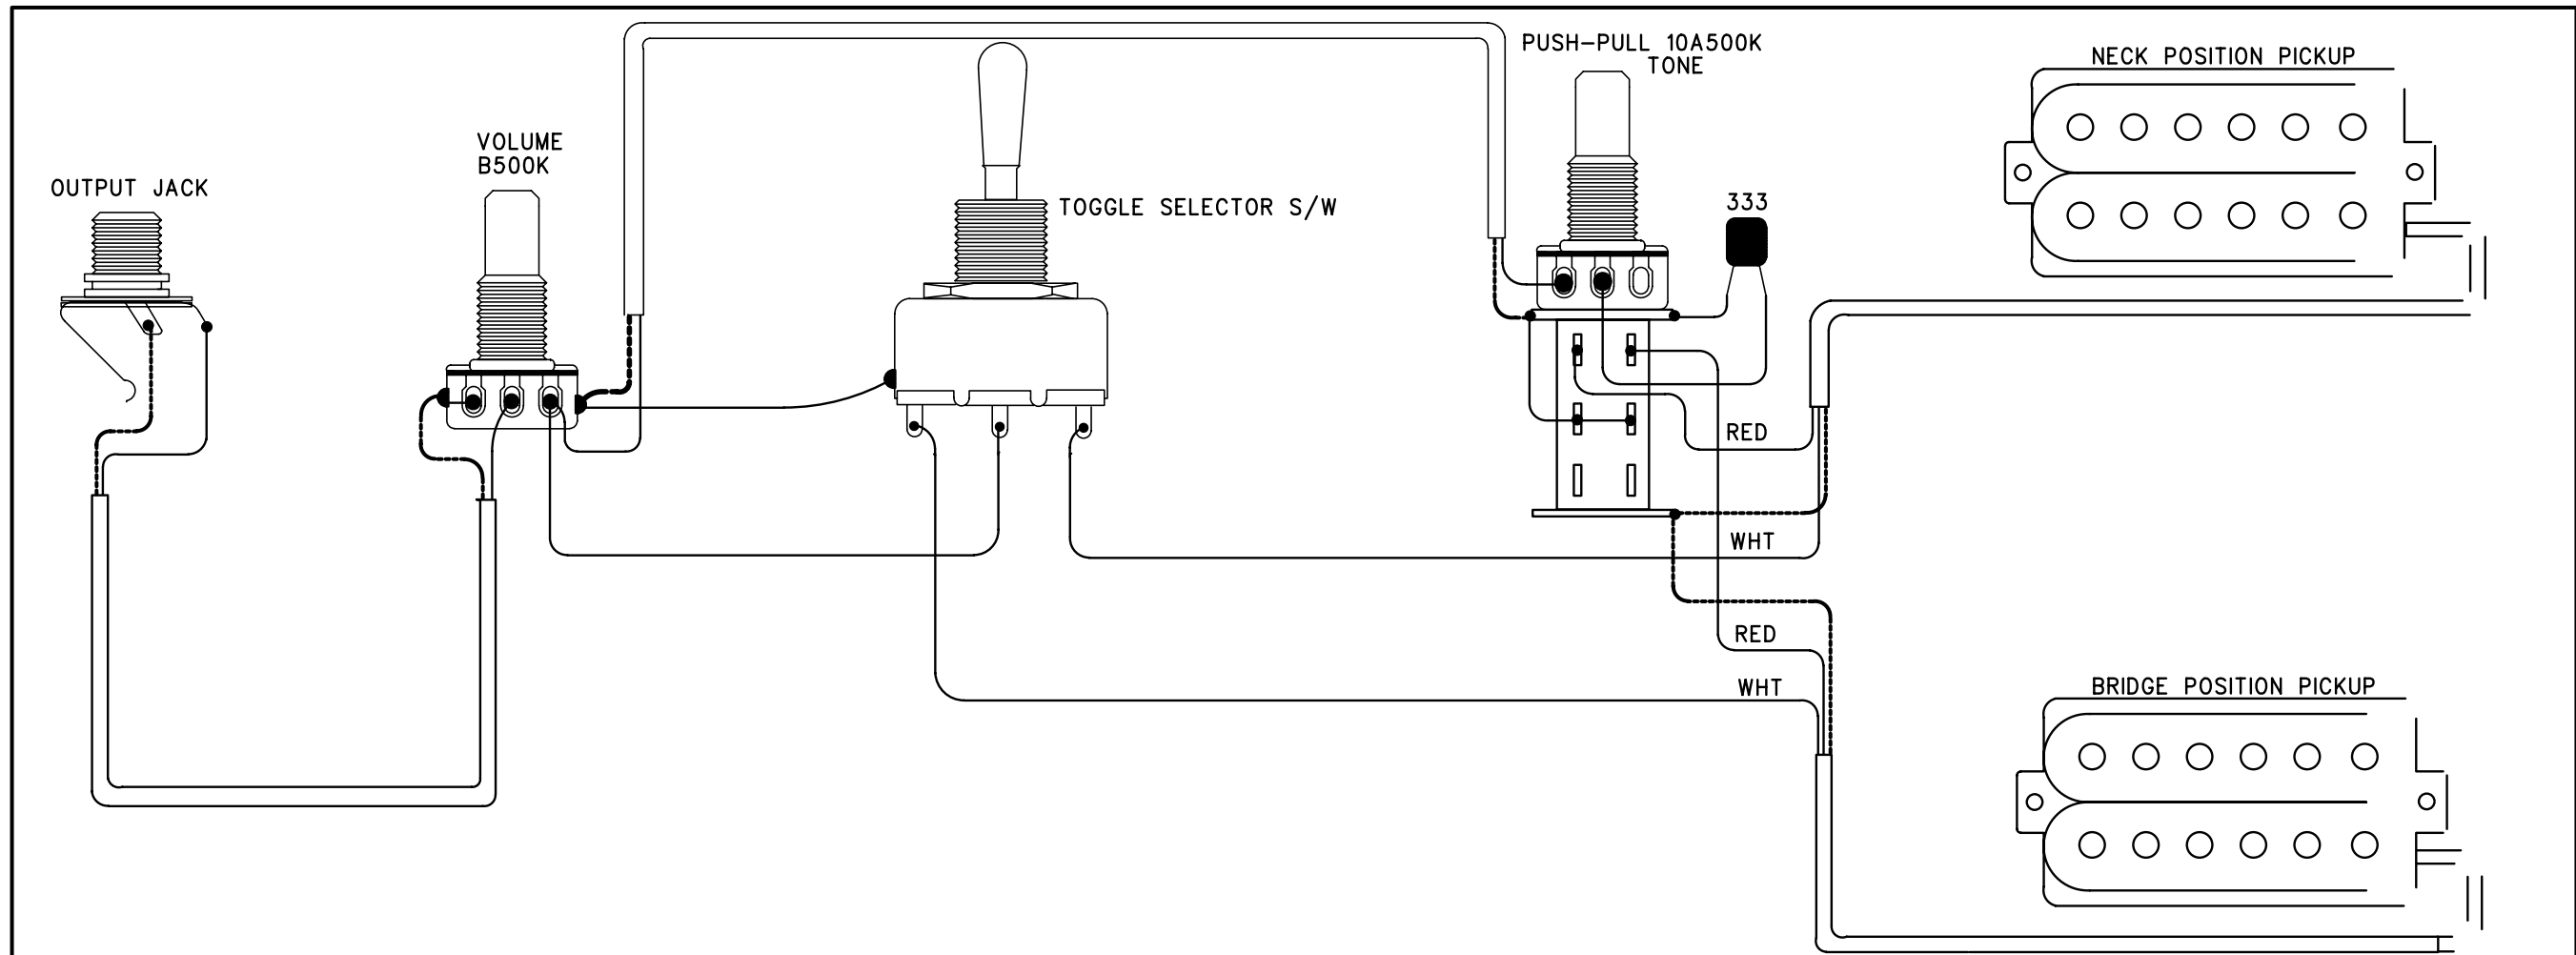 PUSH-PULL 10A500K
TONE
NECK POSITION PICKUP
VOLUME
B500K
OUTPUT JACK
TOGGLE SELECTOR S/W
333
RED
WHT
RED
WHT
BRIDGE POSITION PICKUP